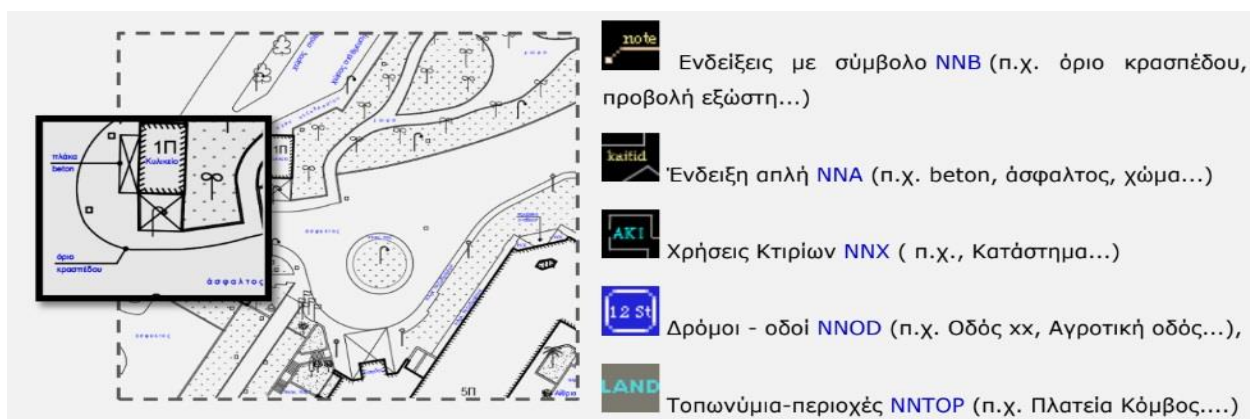 πλάκα
beton
1Π
Κυλικείο
όριο
κρασπέδου
άσφαλτος
1Π
5Π
note
Ενδείξεις με σύμβολο NNB (π.χ. όριο κρασπέδου,
προβολή εξώστη...)
kaitid
Ένδειξη απλή NNA (π.χ. beton, άσφαλτος, χώμα...)
AKI
Χρήσεις Κτιρίων NNX ( π.χ., Κατάστημα...)
12 St
Δρόμοι - οδοί NNOD (π.χ. Οδός xx, Αγροτική οδός...),
LAND
Τοπωνύμια-περιοχές NNTOP (π.χ. Πλατεία Κόμβος....)